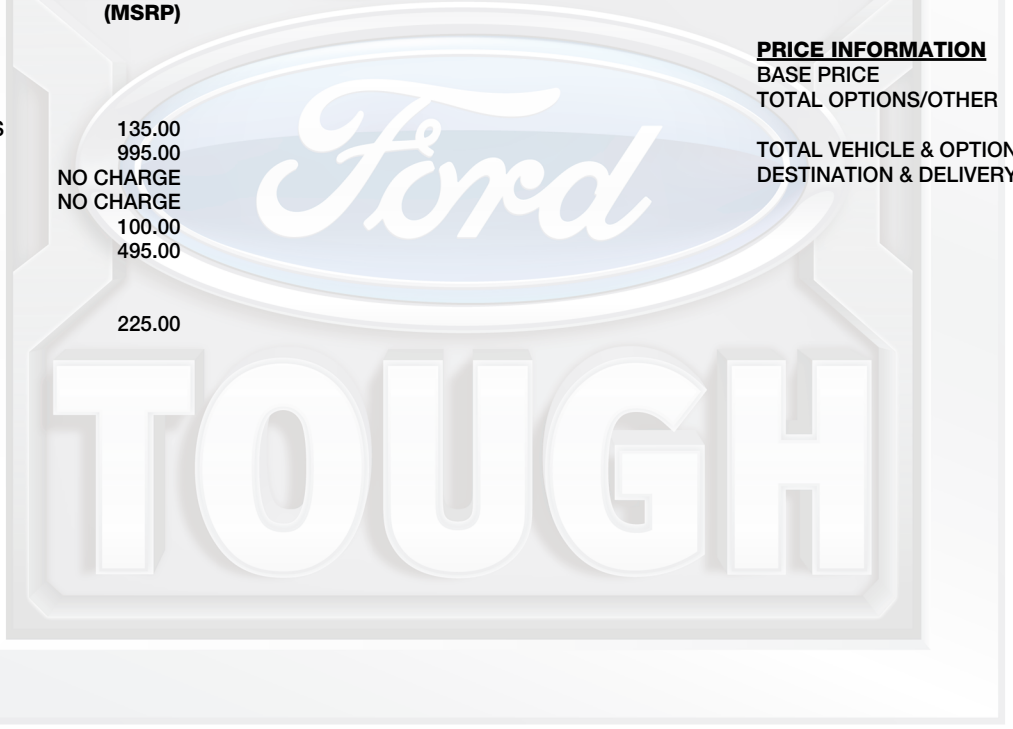 (MSRP)
135.00
995.00
NO CHARGE
NO CHARGE
100.00
495.00
225.00
PRICE INFORMATION
BASE PRICE
TOTAL OPTIONS/OTHER
TOTAL VEHICLE & OPTION
DESTINATION & DELIVERY
Ford
TOUGH